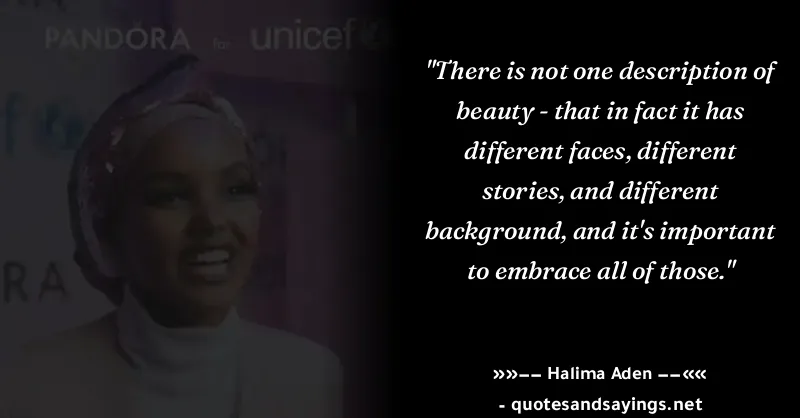 PANDÓRA for unicef
"There is not one description of
beauty - that in fact it has
different faces, different
stories, and different
background, and it's important
to embrace all of those."
RA
»»−− Halima Aden −−««
- quotesandsayings.net